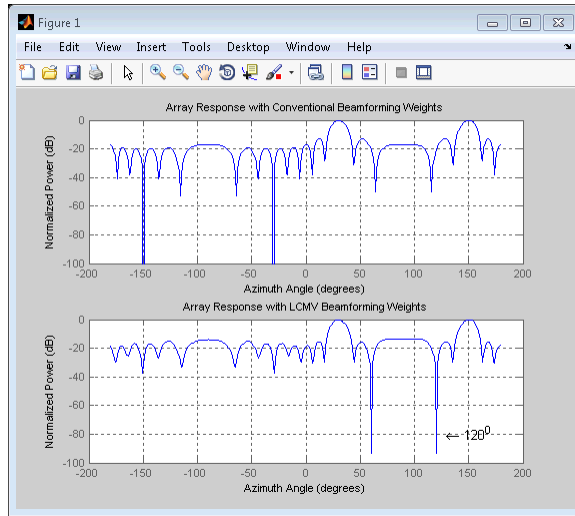 Figure 1
File Edit View Insert Tools Desktop Window Help
Array Response with Conventional Beamforming Weights
Normalized Power (dB)
0
-20
-40
-60
-80
-100
-200 -150 -100 -50 0 50 100 150 200
Azimuth Angle (degrees)
Array Response with LCMV Beamforming Weights
Normalized Power (dB)
0
-20
-40
-60
-80
-100
← 120⁰
-200 -150 -100 -50 0 50 100 150 200
Azimuth Angle (degrees)